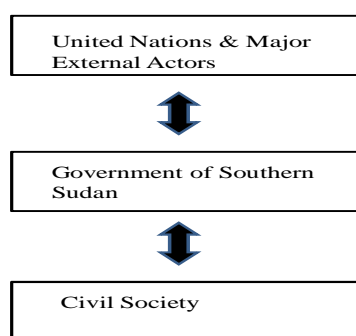 United Nations & Major
External Actors
Government of Southern
Sudan
Civil Society